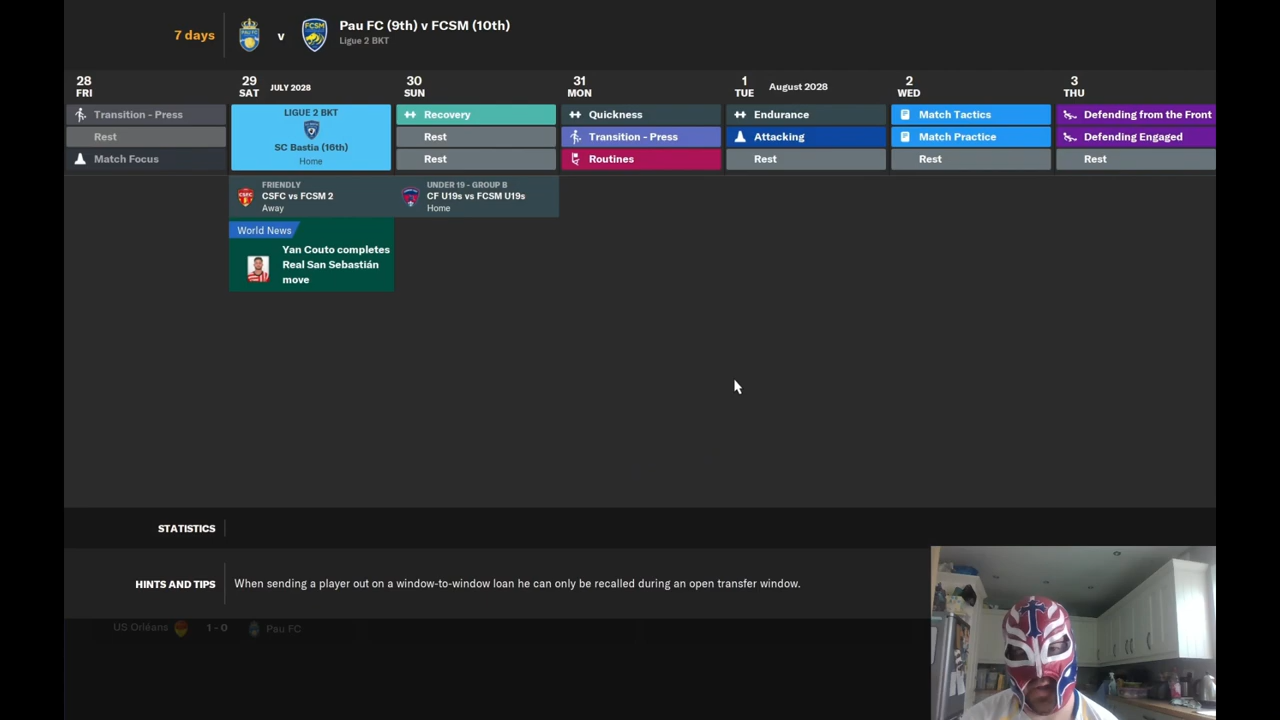 7 days
v
Pau FC (9th) v FCSM (10th)
Ligue 2 BKT
28
FRI
29
SAT
JULY 2028
30
SUN
31
MON
1
TUE
August 2028
2
WED
3
THU
Transition - Press
Rest
Match Focus
LIGUE 2 BKT
SC Bastia (16th)
Home
Recovery
Rest
Rest
Quickness
Transition - Press
Routines
Endurance
Attacking
Rest
Match Tactics
Match Practice
Rest
Defending from the Front
Defending Engaged
Rest
FRIENDLY
CSFC vs FCSM 2
Away
UNDER 19 - GROUP B
CF U19s vs FCSM U19s
Home
World News
Yan Couto completes
Real San Sebastián
move
STATISTICS
HINTS AND TIPS
When sending a player out on a window-to-window loan he can only be recalled during an open transfer window.
US Orléans 1 - 0 Pau FC